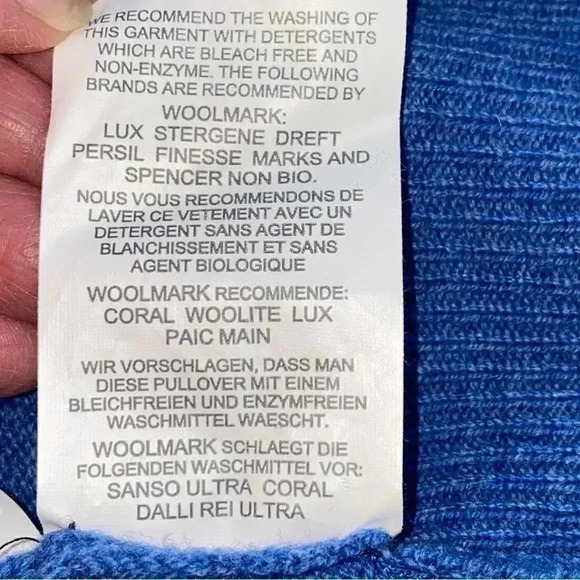 WE RECOMMEND THE WASHING OF
THIS GARMENT WITH DETERGENTS
WHICH ARE BLEACH FREE AND
NON-ENZYME. THE FOLLOWING
BRANDS ARE RECOMMENDED BY
WOOLMARK:
LUX STERGENE DREFT
PERSIL FINESSE MARKS AND
SPENCER NON BIO.
NOUS VOUS RECOMMENDONS DE
LAVER CE VETEMENT AVEC UN
DETERGENT SANS AGENT DE
BLANCHISSEMENT ET SANS
AGENT BIOLOGIQUE
WOOLMARK RECOMMENDE:
CORAL WOOLITE LUX
PAIC MAIN
WIR VORSCHLAGEN, DASS MAN
DIESE PULLOVER MIT EINEM
BLEICHFREIEN UND ENZYMFREIEN
WASCHMITTEL WAESCHT.
WOOLMARK SCHLAEGT DIE
FOLGENDEN WASCHMITTEL VOR:
SANSO ULTRA CORAL
DALLI REI ULTRA